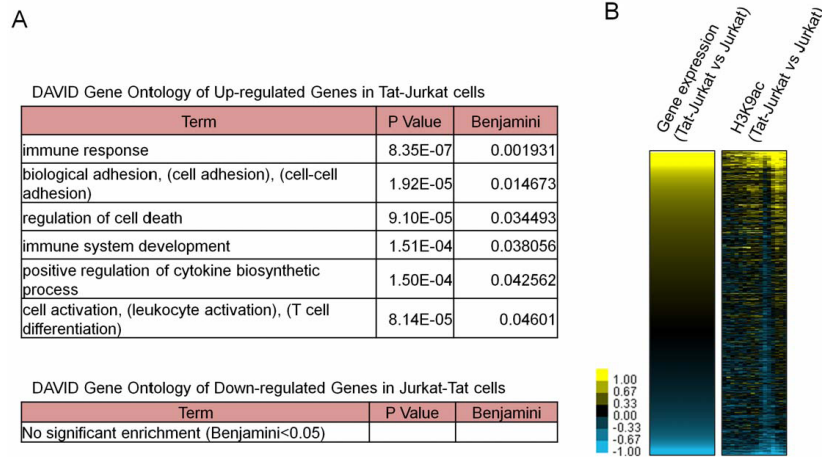 A
DAVID Gene Ontology of Up-regulated Genes in Tat-Jurkat cells
Term P Value Benjamini
immune response 8.35E-07 0.001931
biological adhesion, (cell adhesion), (cell-cell
adhesion) 1.92E-05 0.014673
regulation of cell death 9.10E-05 0.034493
immune system development 1.51E-04 0.038056
positive regulation of cytokine biosynthetic
process 1.50E-04 0.042562
cell activation, (leukocyte activation), (T cell
differentiation) 8.14E-05 0.04601
DAVID Gene Ontology of Down-regulated Genes in Jurkat-Tat cells
Term P Value Benjamini
No significant enrichment (Benjamini<0.05)
B
Gene expression
(Tat-Jurkat vs Jurkat)
H3K9ac
(Tat-Jurkat vs Jurkat)
1.00
0.67
0.33
0.00
-0.33
-0.67
-1.00